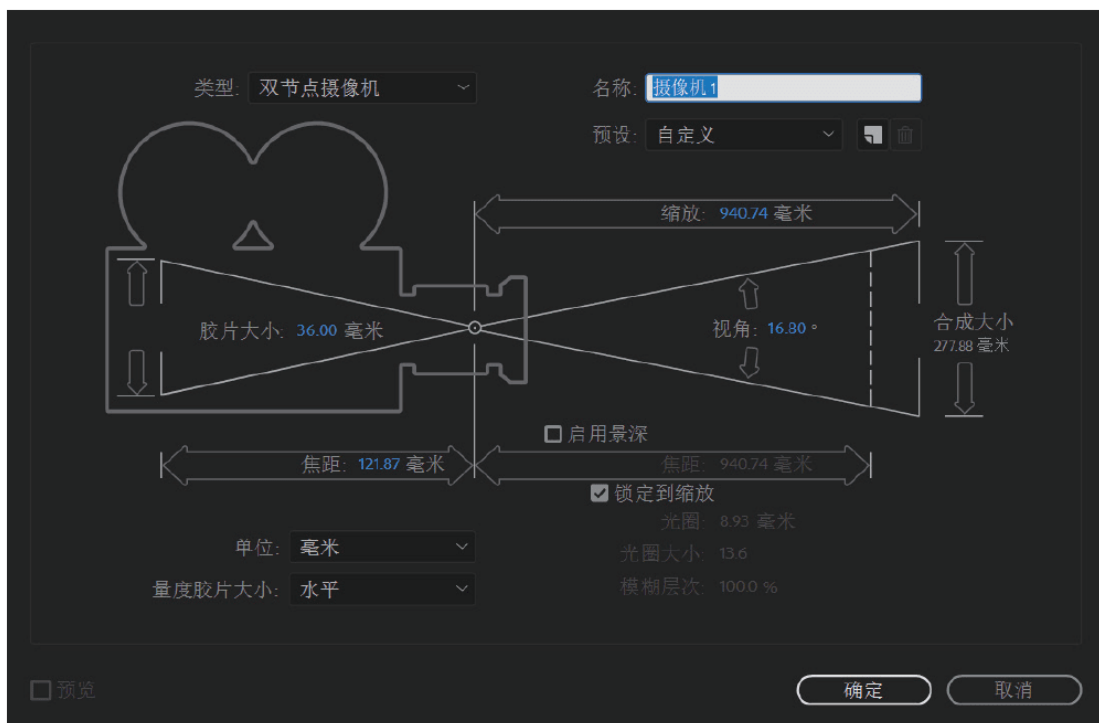 类型: 双节点摄像机
名称: 摄像机 1
预设: 自定义
缩放: 940.74 毫米
胶片大小: 36.00 毫米
视角: 16.80 °
合成大小
277.88 毫米
启用景深
焦距: 121.87 毫米
焦距: 940.74 毫米
锁定到缩放
光圈: 8.93 毫米
单位: 毫米
光圈大小: 13.6
量度胶片大小: 水平
模糊层次: 100.0 %
预览
确定
取消